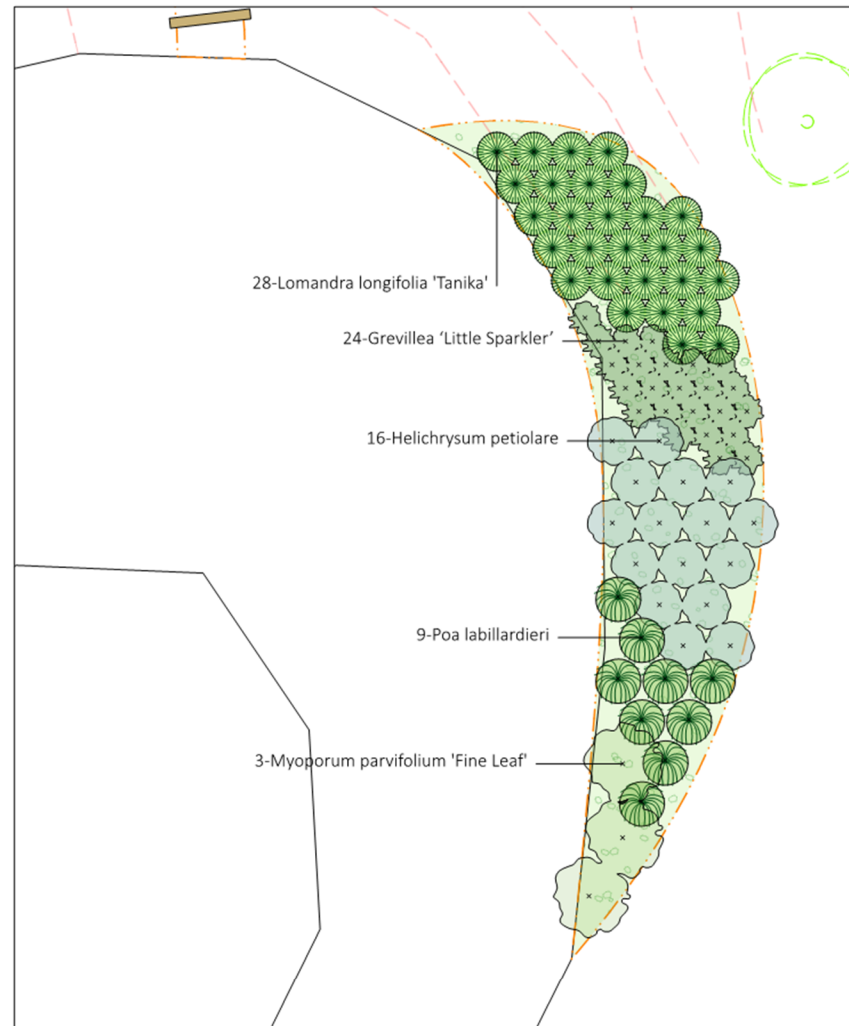 28-Lomandra longifolia 'Tanika'
24-Grevillea ‘Little Sparkler’
16-Helichrysum petiolare
9-Poa labillardieri
3-Myoporum parvifolium 'Fine Leaf'